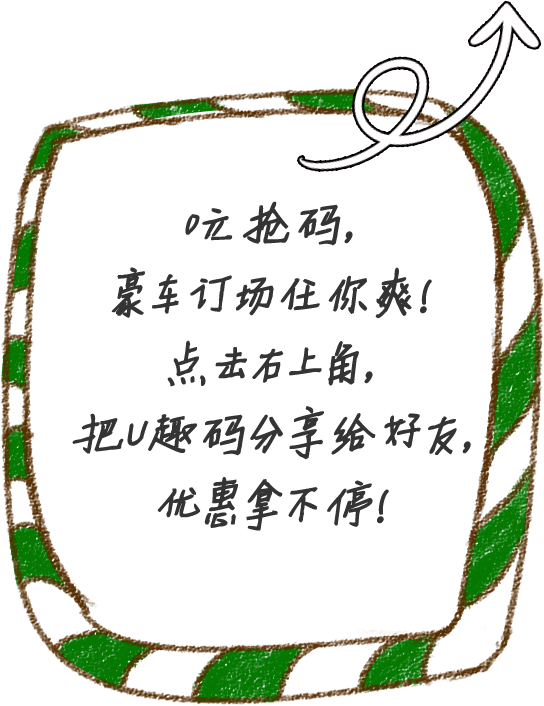 0元抢码，
豪车订场任你爽！
点击右上角，
把U趣码分享给好友，
优惠拿不停！